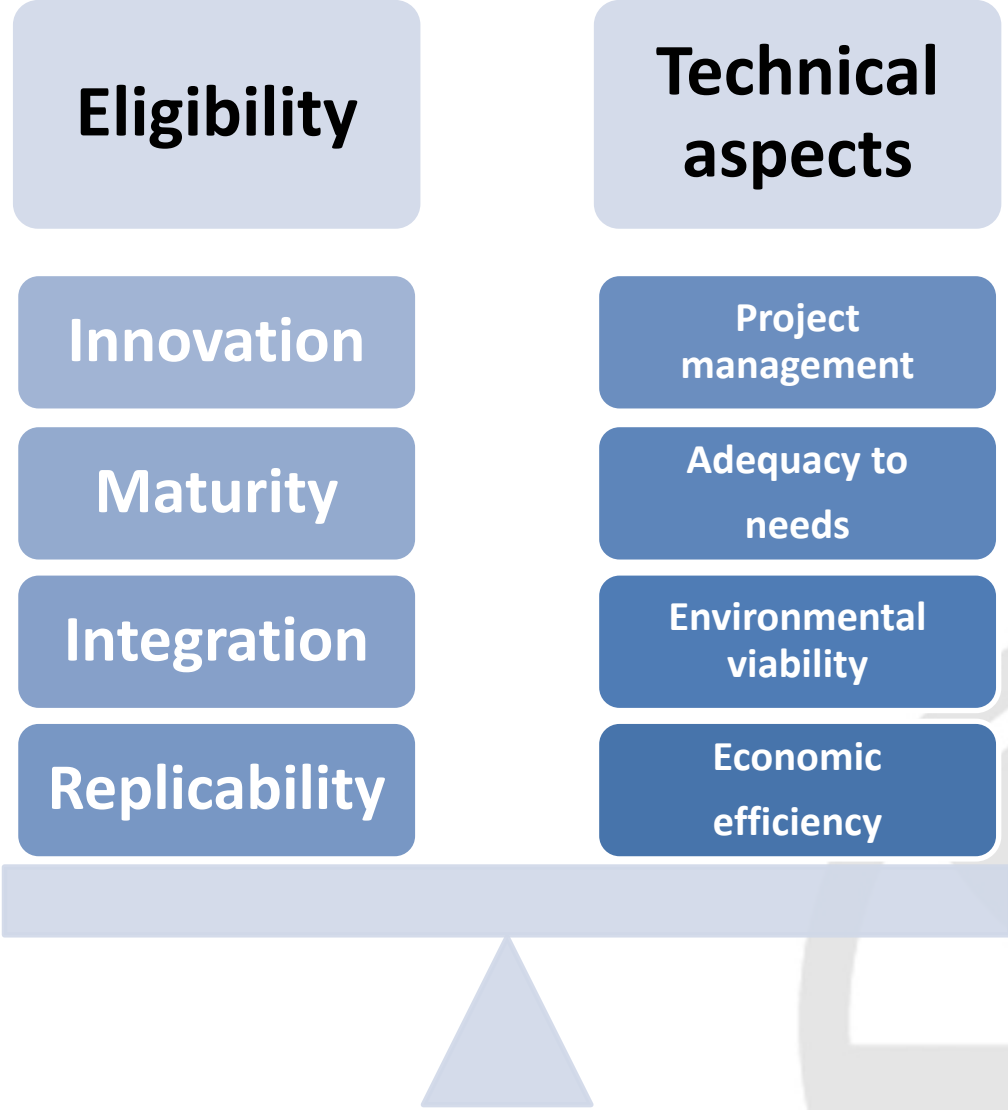 Eligibility
Innovation
Maturity
Integration
Replicability
Technical
aspects
Project
management
Adequacy to
needs
Environmental
viability
Economic
efficiency